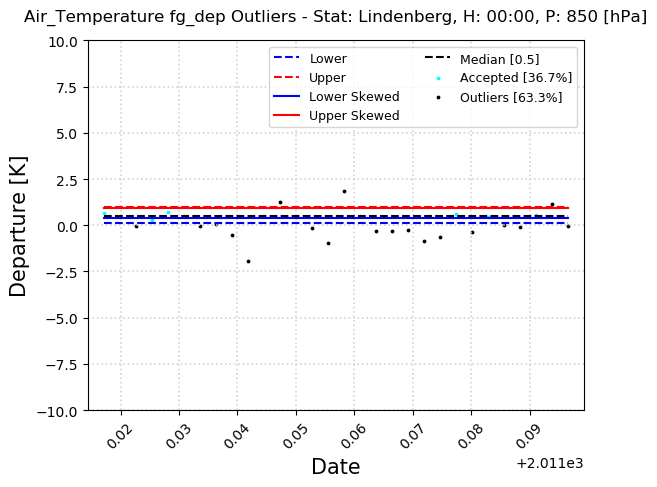 Air_Temperature fg_dep Outliers - Stat: Lindenberg, H: 00:00, P: 850 [hPa]
10.0
7.5
5.0
2.5
0.0
−2.5
−5.0
−7.5
−10.0
Departure [K]
Lower
Upper
Lower Skewed
Upper Skewed
Median [0.5]
Accepted [36.7%]
Outliers [63.3%]
0.02
0.03
0.04
0.05
0.06
0.07
0.08
0.09
+2.011e3
Date